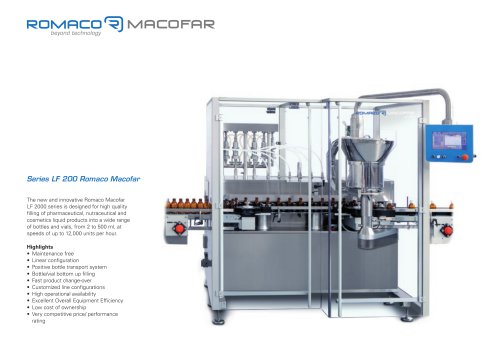 ROMACO R MACOFAR
beyond technology
ROMACO R
Series LF 200 Romaco Macofar
The new and innovative Romaco Macofar
LF 2000 series is designed for high quality
filling of pharmaceutical, nutraceutical and
cosmetics liquid products into a wide range
of bottles and vials, from 2 to 500 ml, at
speeds of up to 12,000 units per hour.
Highlights
• Maintenance free
• Linear configuration
• Positive bottle transport system
• Bottle/vial bottom up filling
• Fast product change-over
• Customized line configurations
• High operational availability
• Excellent Overall Equipment Efficiency
• Low cost of ownership
• Very competitive price/ performance
rating